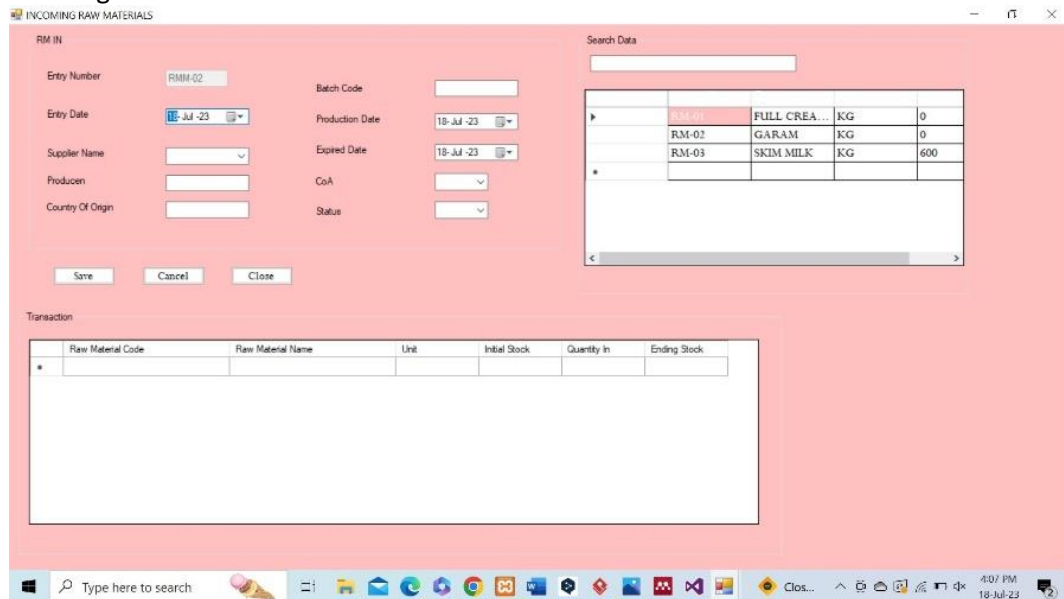 INCOMING RAW MATERIALS
RM IN
Entry Number RMM-02
Entry Date 18- Jul -23
Supplier Name
Producen
Country Of Origin
Batch Code
Production Date 18- Jul -23
Expired Date 18- Jul -23
CoA
Status
Save Cancel Close
Search Data
RM-01 FULL CREA... KG 0
RM-02 GARAM KG 0
RM-03 SKIM MILK KG 600
Transaction
Raw Material Code Raw Material Name Unit Initial Stock Quantity In Ending Stock
Type here to search
Clos...
4:07 PM
18-Jul-23